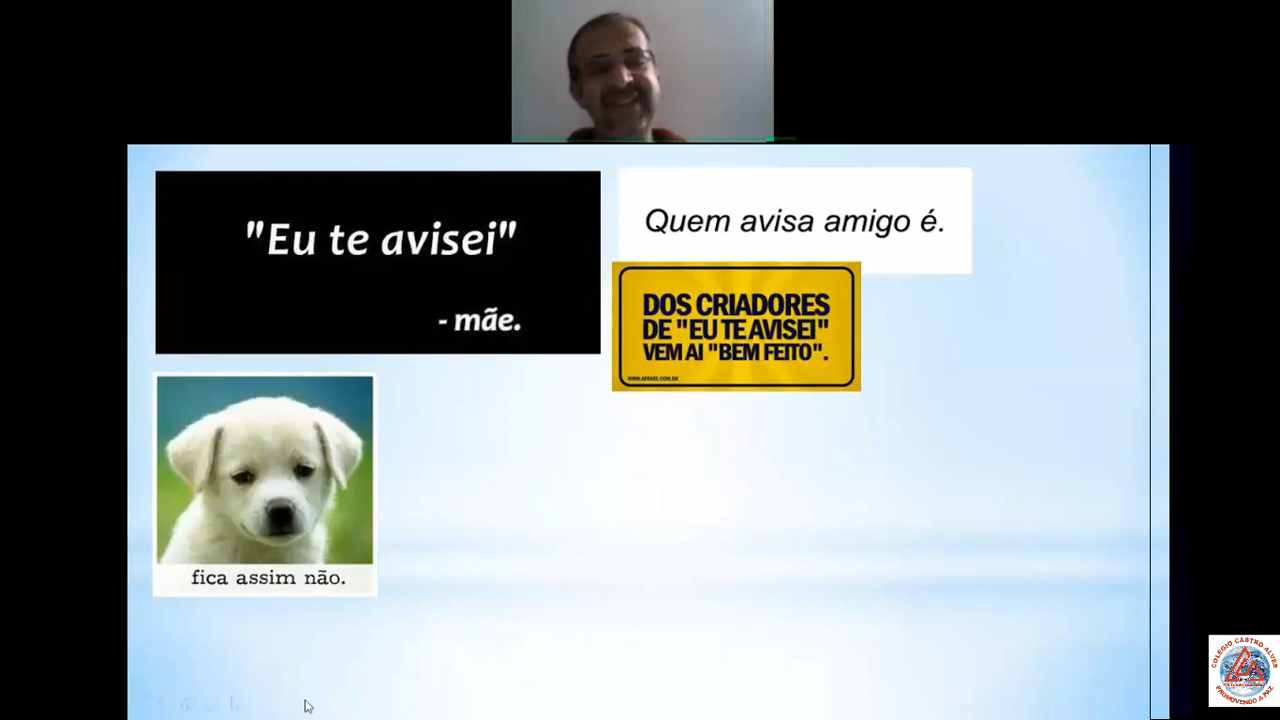 "Eu te avisei"
- mãe.
Quem avisa amigo é.
DOS CRIADORES
DE "EU TE AVISEI"
VEM AI "BEM FEITO".
fica assim não.
COLÉGIO CASTRO ALVES
PROMOVENDO A PAZ